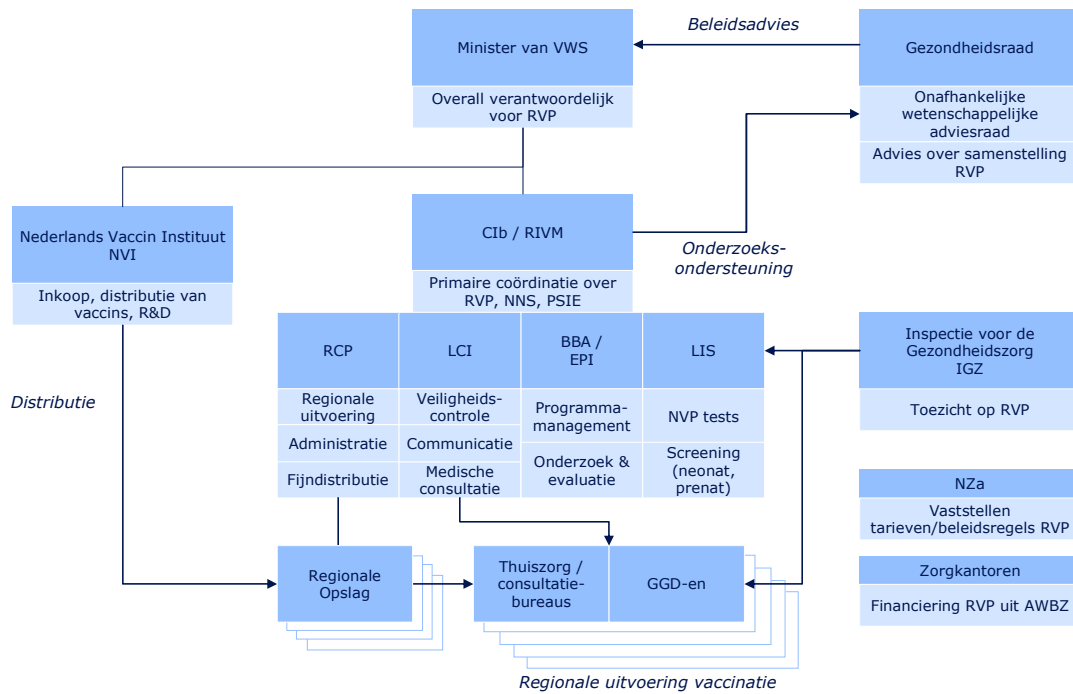 Beleidsadvies
Minister van VWS
Gezondheidsraad
Overall verantwoordelijk
voor RVP
Onafhankelijke
wetenschappelijke
adviesraad
Advies over samenstelling
RVP
Nederlands Vaccin Instituut
NVI
CIb / RIVM
Onderzoeks-
ondersteuning
Inkoop, distributie van
vaccins, R&D
Primaire coördinatie over
RVP, NNS, PSIE
RCP
LCI
BBA /
EPI
LIS
Inspectie voor de
Gezondheidszorg
IGZ
Distributie
Regionale
uitvoering
Veiligheids-
controle
Programma-
management
NVP tests
Toezicht op RVP
Administratie
Communicatie
Onderzoek &
evaluatie
Screening
(neonat,
prenat)
Fijndistributie
Medische
consultatie
NZa
Vaststellen
tarieven/beleidsregels RVP
Regionale
Opslag
Thuiszorg /
consultatie-
bureaus
GGD-en
Zorgkantoren
Financiering RVP uit AWBZ
Regionale uitvoering vaccinatie